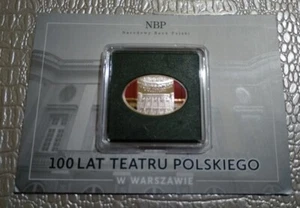 NBP
Narodowy Bank Polski
100 LAT TEATRU POLSKIEGO
W WARSZAWIE